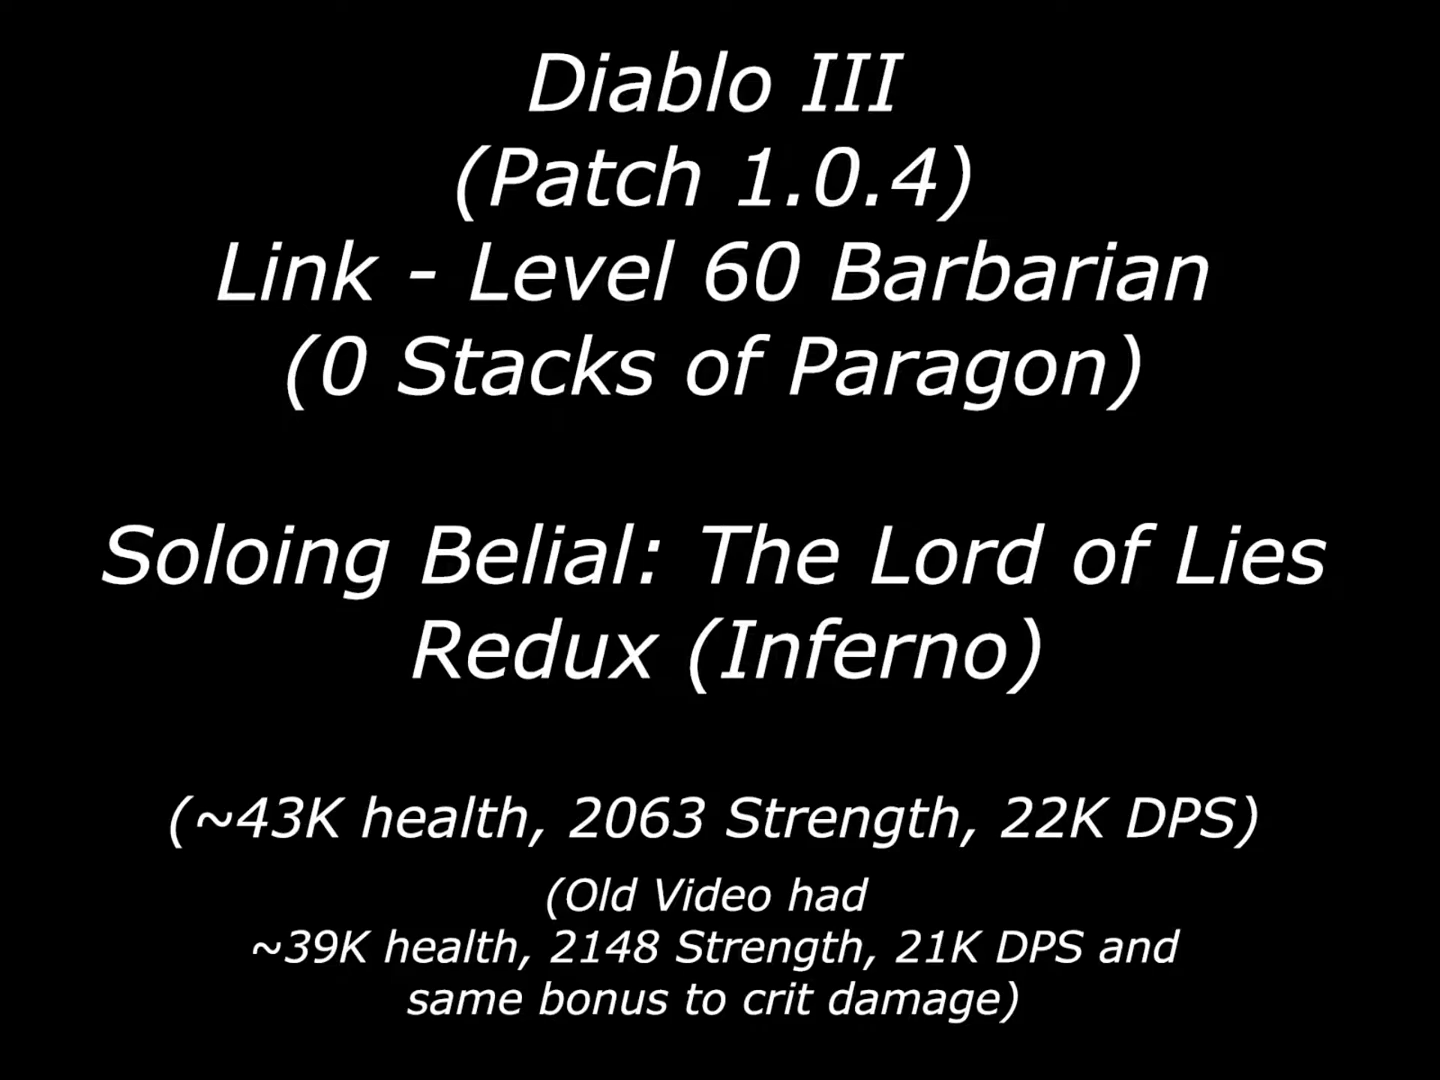 Diablo III
(Patch 1.0.4)
Link - Level 60 Barbarian
(0 Stacks of Paragon)
Soloing Belial: The Lord of Lies
Redux (Inferno)
(~43K health, 2063 Strength, 22K DPS)
(Old Video had
~39K health, 2148 Strength, 21K DPS and
same bonus to crit damage)